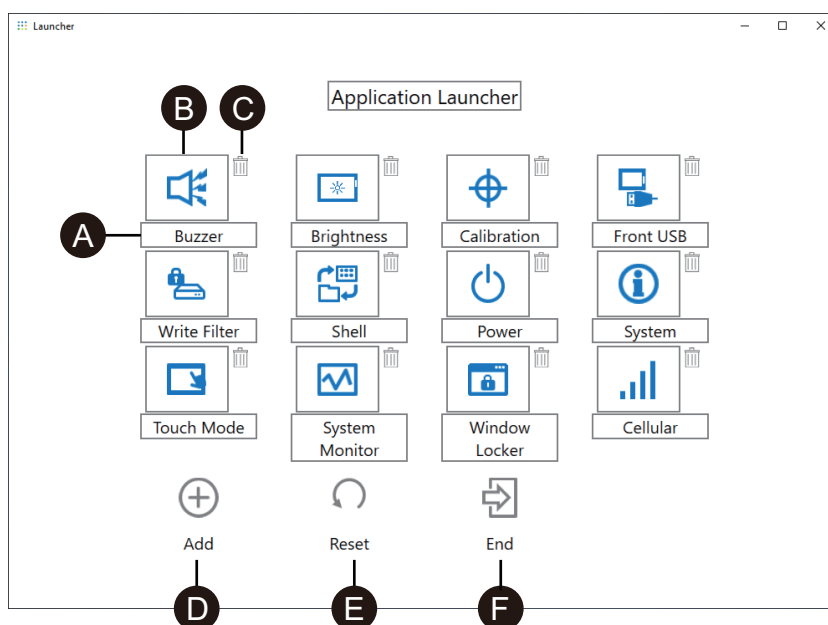 Launcher
Application Launcher
B C
A
Buzzer Brightness Calibration Front USB
Write Filter Shell Power System
Touch Mode System Monitor Window Locker Cellular
Add Reset End
D E F